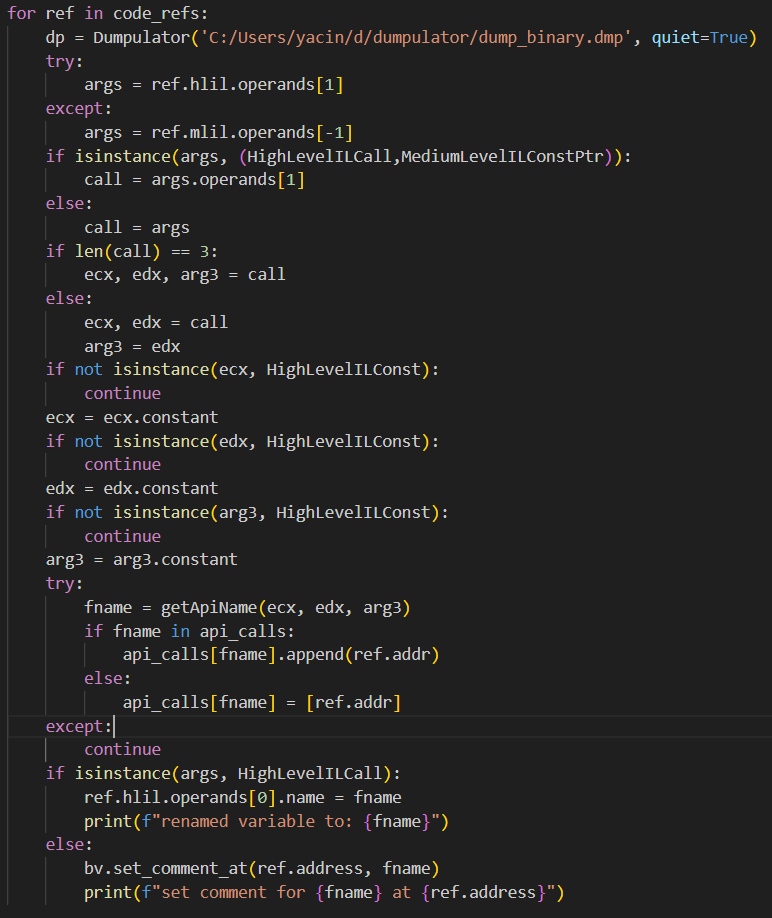 for ref in code_refs:
    dp = Dumpulator('C:/Users/yacin/d/dumpulator/dump_binary.dmp', quiet=True)
    try:
        args = ref.hlil.operands[1]
    except:
        args = ref.mlil.operands[-1]
    if isinstance(args, (HighLevelILCall,MediumLevelILConstPtr)):
        call = args.operands[1]
    else:
        call = args
    if len(call) == 3:
        ecx, edx, arg3 = call
    else:
        ecx, edx = call
        arg3 = edx
    if not isinstance(ecx, HighLevelILConst):
        continue
    ecx = ecx.constant
    if not isinstance(edx, HighLevelILConst):
        continue
    edx = edx.constant
    if not isinstance(arg3, HighLevelILConst):
        continue
    arg3 = arg3.constant
    try:
        fname = getApiName(ecx, edx, arg3)
        if fname in api_calls:
            api_calls[fname].append(ref.addr)
        else:
            api_calls[fname] = [ref.addr]
    except:
        continue
    if isinstance(args, HighLevelILCall):
        ref.hlil.operands[0].name = fname
        print(f"renamed variable to: {fname}")
    else:
        bv.set_comment_at(ref.address, fname)
        print(f"set comment for {fname} at {ref.address}")